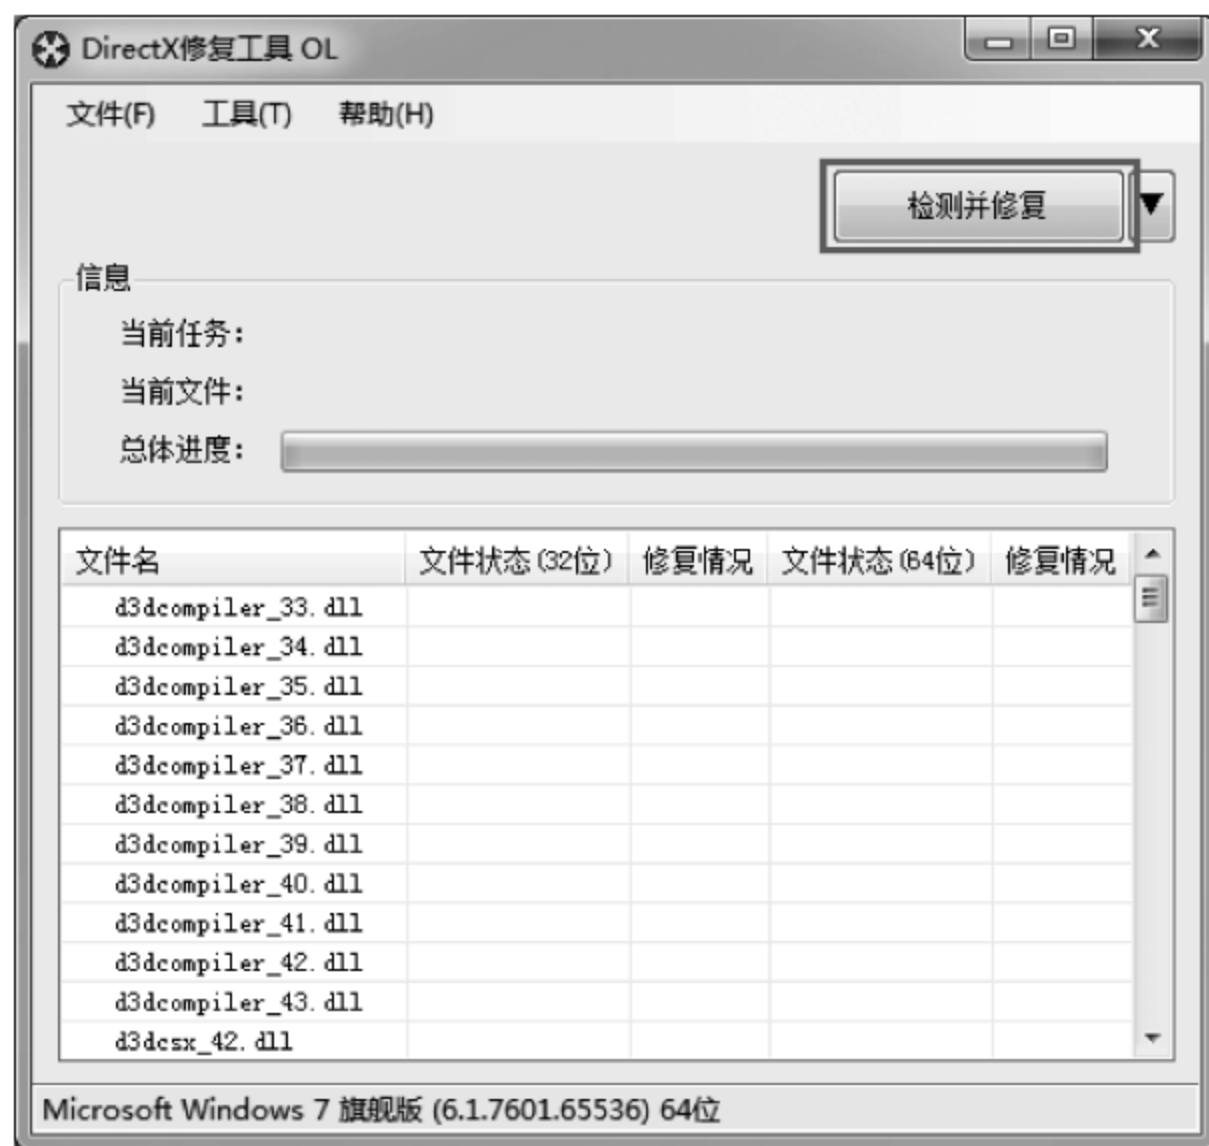 DirectX修复工具 OL
文件(F) 工具(T) 帮助(H)
检测并修复
信息
当前任务：
当前文件：
总体进度：
文件名 文件状态(32位) 修复情况 文件状态(64位) 修复情况
d3dcompiler_33.dll
d3dcompiler_34.dll
d3dcompiler_35.dll
d3dcompiler_36.dll
d3dcompiler_37.dll
d3dcompiler_38.dll
d3dcompiler_39.dll
d3dcompiler_40.dll
d3dcompiler_41.dll
d3dcompiler_42.dll
d3dcompiler_43.dll
d3dcsx_42.dll
Microsoft Windows 7 旗舰版 (6.1.7601.65536) 64位